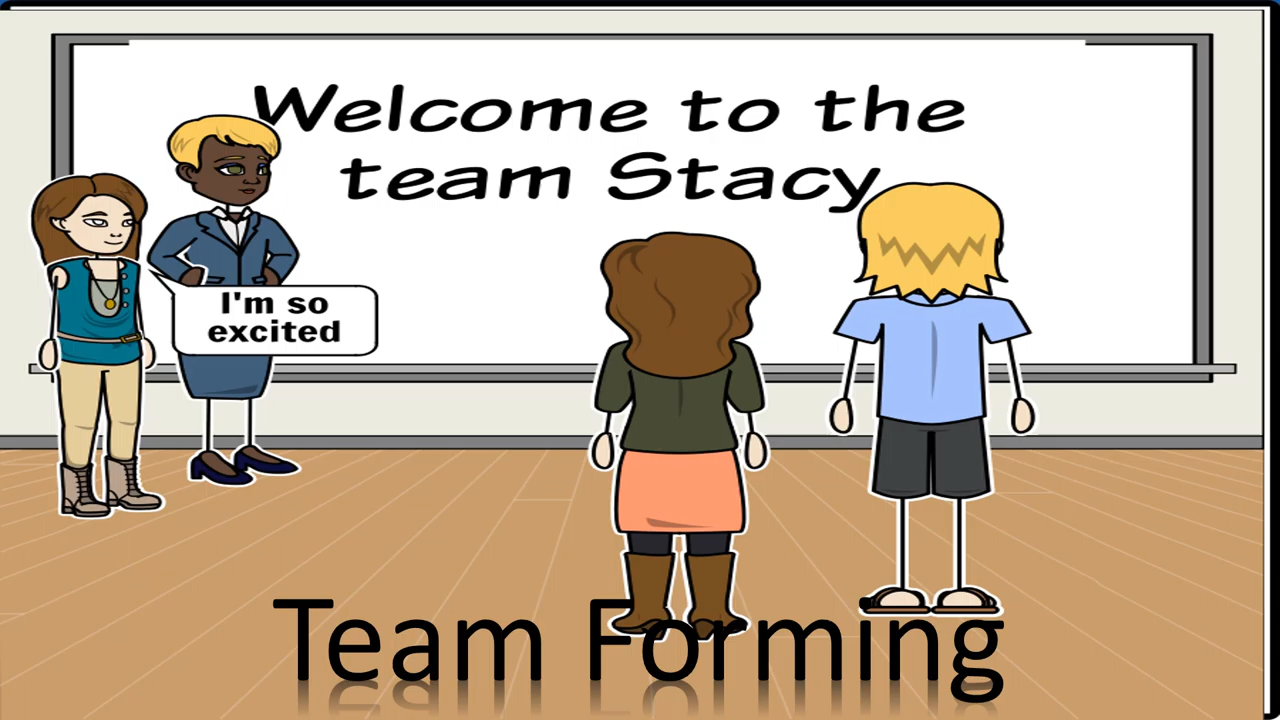 Welcome to the
team Stacy
I'm so
excited
Team Forming